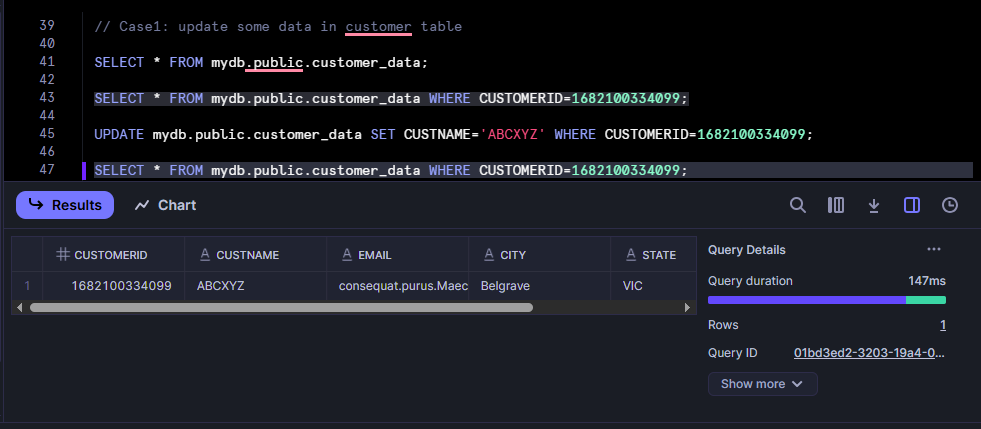 39 // Case1: update some data in customer table
40
41 SELECT * FROM mydb.public.customer_data;
42
43 SELECT * FROM mydb.public.customer_data WHERE CUSTOMERID=1682100334099;
44
45 UPDATE mydb.public.customer_data SET CUSTNAME='ABCXYZ' WHERE CUSTOMERID=1682100334099;
46
47 SELECT * FROM mydb.public.customer_data WHERE CUSTOMERID=1682100334099;
Results Chart
# CUSTOMERID A CUSTNAME A EMAIL A CITY A STATE
1 1682100334099 ABCXYZ consequat.purus.Maec Belgrave VIC
Query Details ...
Query duration 147ms
Rows 1
Query ID 01bd3ed2-3203-19a4-0...
Show more